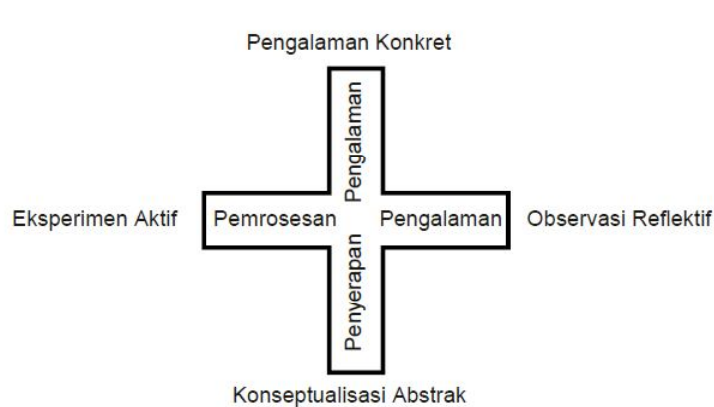 Pengalaman Konkret
Pengalaman
Eksperimen Aktif
Pemrosesan
Pengalaman
Observasi Reflektif
Penyerapan
Konseptualisasi Abstrak